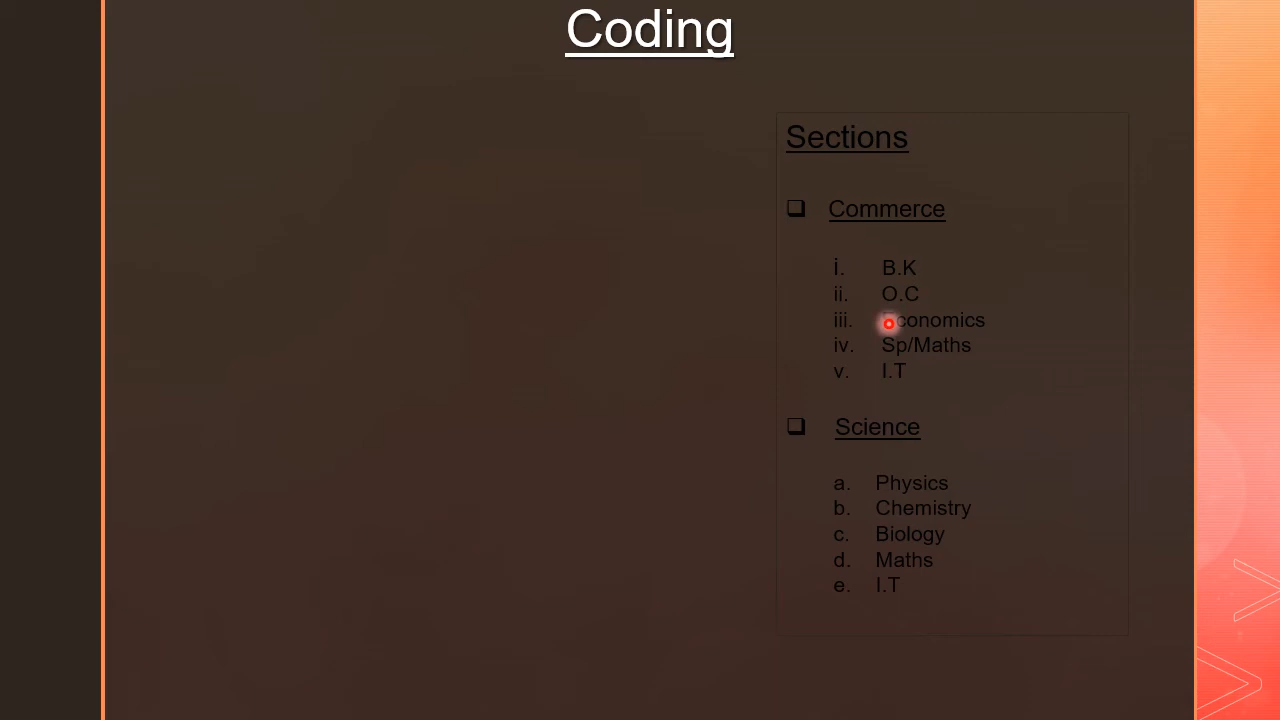 Coding
Sections
❑ Commerce
i. B.K
ii. O.C
iii. Economics
iv. Sp/Maths
v. I.T
❑ Science
a. Physics
b. Chemistry
c. Biology
d. Maths
e. I.T